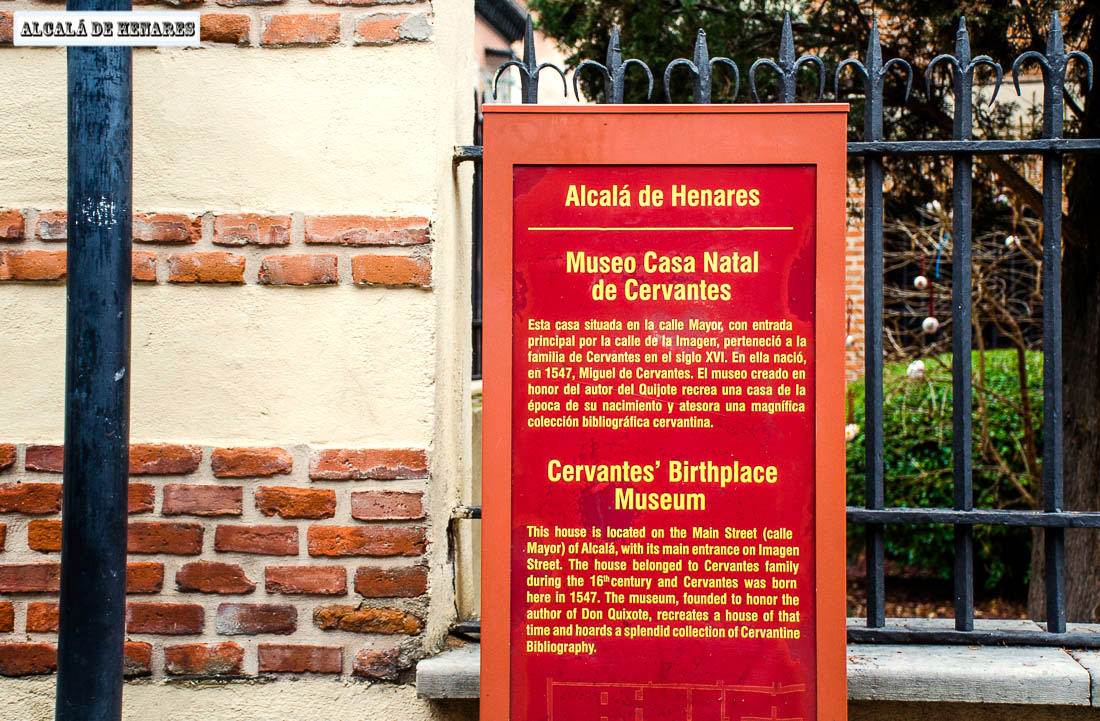 ALCALÁ DE HENARES
Alcalá de Henares
Museo Casa Natal
de Cervantes
Esta casa situada en la calle Mayor, con entrada
principal por la calle de la Imagen, perteneció a la
familia de Cervantes en el siglo XVI. En ella nació,
en 1547, Miguel de Cervantes. El museo creado en
honor del autor del Quijote recrea una casa de la
época de su nacimiento y atesora una magnífica
colección bibliográfica cervantina.
Cervantes' Birthplace
Museum
This house is located on the Main Street (calle
Mayor) of Alcalá, with its main entrance on Imagen
Street. The house belonged to Cervantes family
during the 16th century and Cervantes was born
here in 1547. The museum, founded to honor the
author of Don Quixote, recreates a house of that
time and hoards a splendid collection of Cervantine
Bibliography.